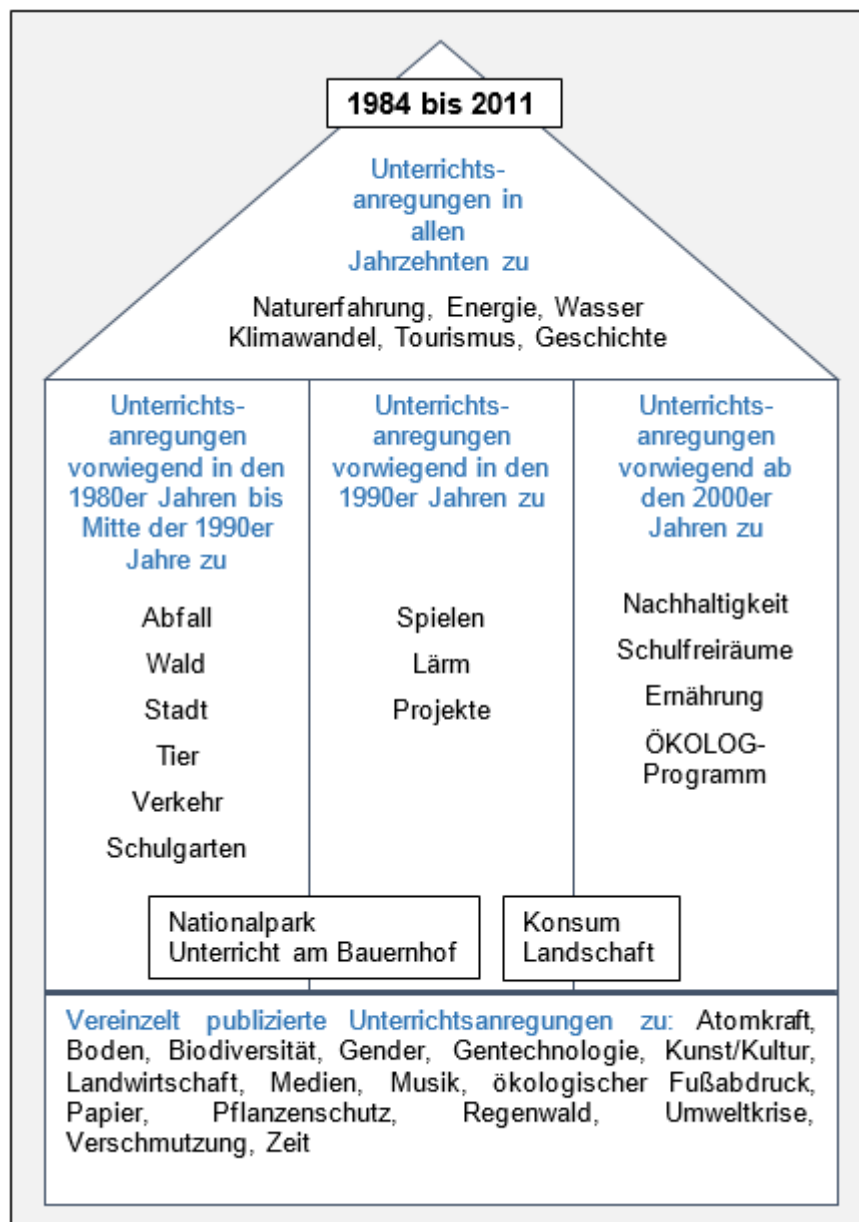 1984 bis 2011
Unterrichts-
anregungen in
allen
Jahrzehnten zu
Naturerfahrung, Energie, Wasser
Klimawandel, Tourismus, Geschichte
Unterrichts-
anregungen
vorwiegend in den
1980er Jahren bis
Mitte der 1990er
Jahre zu
Abfall
Wald
Stadt
Tier
Verkehr
Schulgarten
Unterrichts-
anregungen
vorwiegend in den
1990er Jahren zu
Spielen
Lärm
Projekte
Unterrichts-
anregungen
vorwiegend ab
den 2000er
Jahren zu
Nachhaltigkeit
Schulfreiräume
Ernährung
ÖKOLOG-
Programm
Nationalpark
Unterricht am Bauernhof
Konsum
Landschaft
Vereinzelt publizierte Unterrichtsanregungen zu: Atomkraft,
Boden, Biodiversität, Gender, Gentechnologie, Kunst/Kultur,
Landwirtschaft, Medien, Musik, ökologischer Fußabdruck,
Papier, Pflanzenschutz, Regenwald, Umweltkrise,
Verschmutzung, Zeit